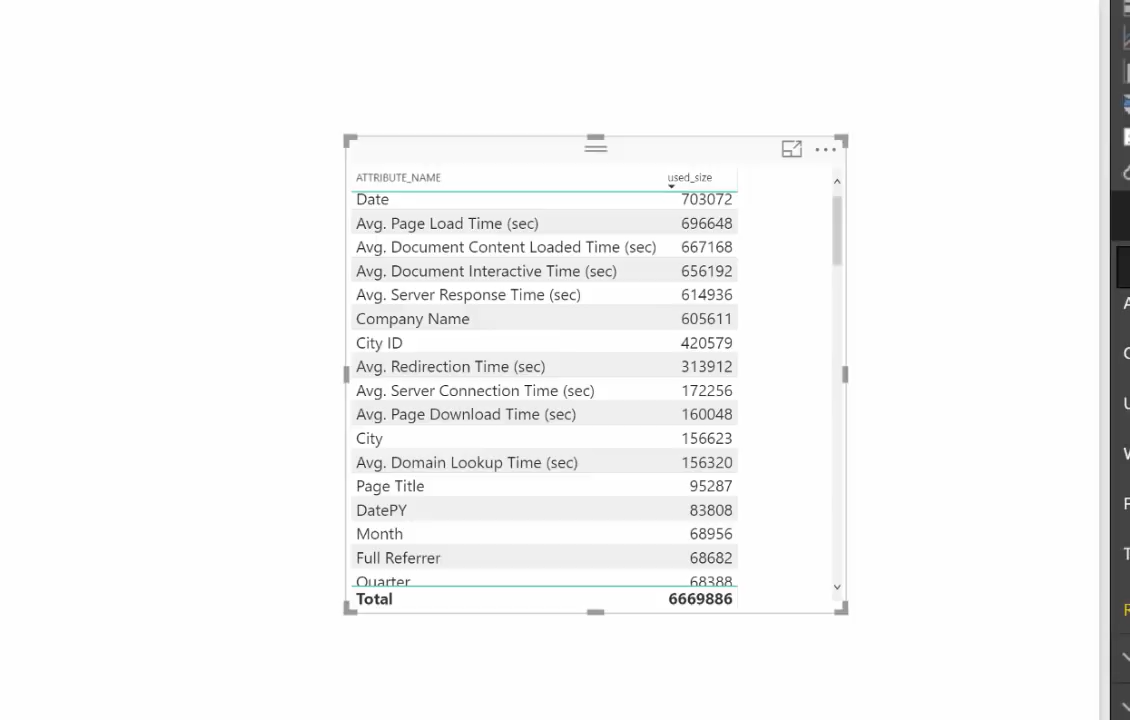 ATTRIBUTE_NAME used_size
Date 703072
Avg. Page Load Time (sec) 696648
Avg. Document Content Loaded Time (sec) 667168
Avg. Document Interactive Time (sec) 656192
Avg. Server Response Time (sec) 614936
Company Name 605611
City ID 420579
Avg. Redirection Time (sec) 313912
Avg. Server Connection Time (sec) 172256
Avg. Page Download Time (sec) 160048
City 156623
Avg. Domain Lookup Time (sec) 156320
Page Title 95287
DatePY 83808
Month 68956
Full Referrer 68682
Quarter 68388
Total 6669886